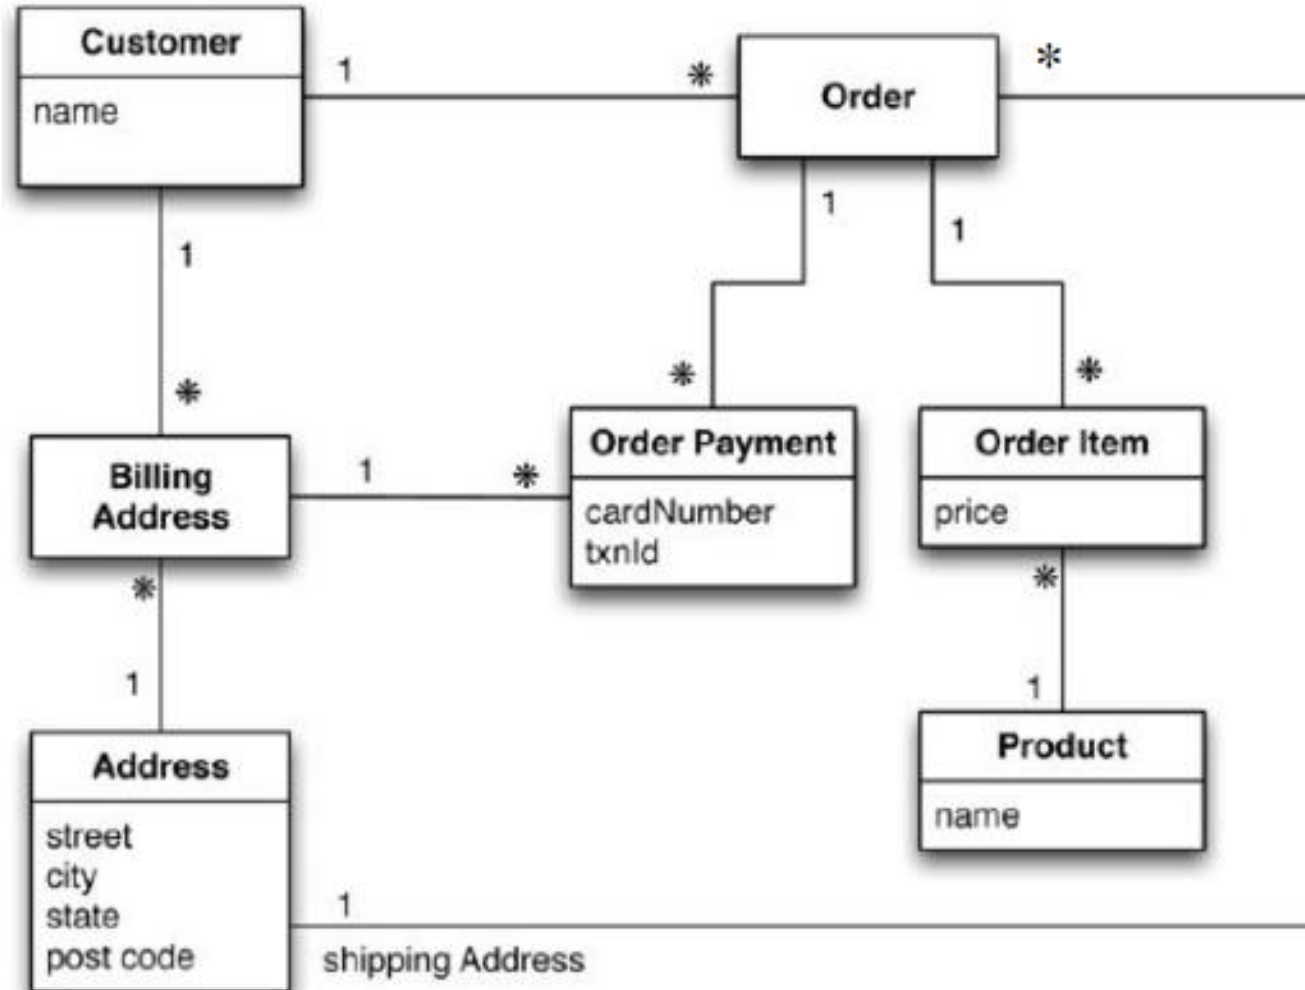 Customer
name
1
*
Order
*
1
*
1
*
1
*
Billing
Address
1
*
Order Payment
cardNumber
txnId
Order Item
price
*
1
*
1
Address
street
city
state
post code
Product
name
1
shipping Address